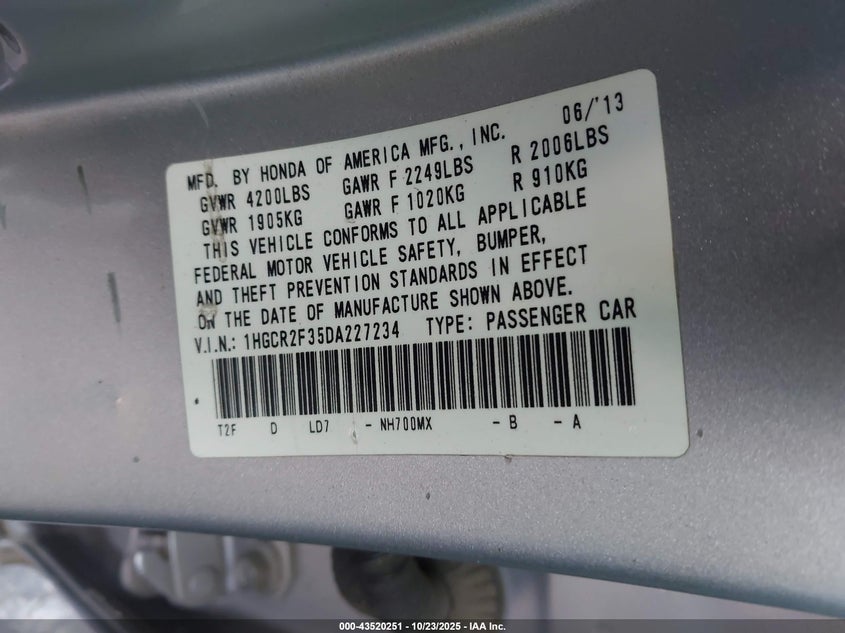 06/'13
MFD. BY HONDA OF AMERICA MFG., INC.
GVWR 4200LBS GAWR F 2249LBS R 2006LBS
GVWR 1905KG GAWR F 1020KG R 910KG
THIS VEHICLE CONFORMS TO ALL APPLICABLE
FEDERAL MOTOR VEHICLE SAFETY, BUMPER,
AND THEFT PREVENTION STANDARDS IN EFFECT
ON THE DATE OF MANUFACTURE SHOWN ABOVE.
V.I.N.: 1HGCR2F35DA227234 TYPE: PASSENGER CAR
T2F D LD7 - NH700MX - B - A
000-43520251 | 10/23/2025 | IAA Inc.